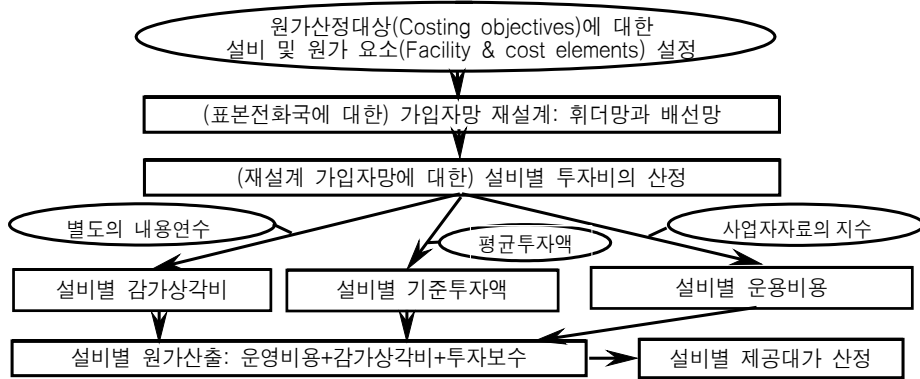 원가산정대상(Costing objectives)에 대한
설비 및 원가 요소(Facility & cost elements) 설정
(표본전화국에 대한) 가입자망 재설계: 휘더망과 배선망
(재설계 가입자망에 대한) 설비별 투자비의 산정
별도의 내용연수
평균투자액
사업자자료의 지수
설비별 감가상각비
설비별 기준투자액
설비별 운용비용
설비별 원가산출: 운영비용+감가상각비+투자보수
설비별 제공대가 산정